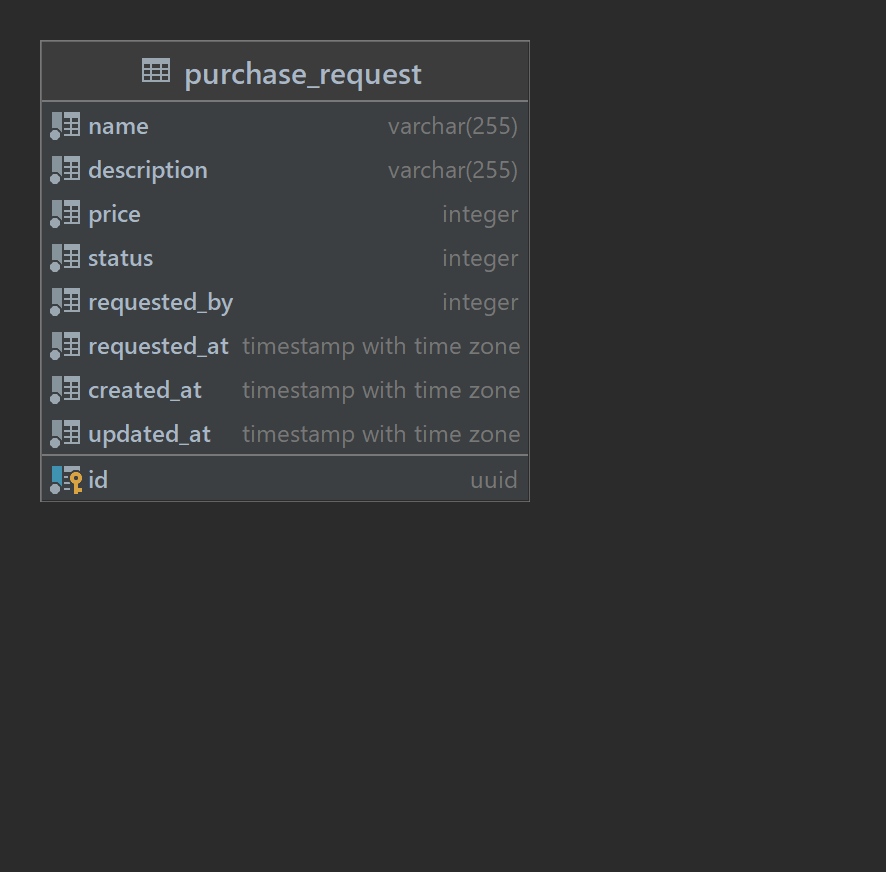 purchase_request
name varchar(255)
description varchar(255)
price integer
status integer
requested_by integer
requested_at timestamp with time zone
created_at timestamp with time zone
updated_at timestamp with time zone
id uuid